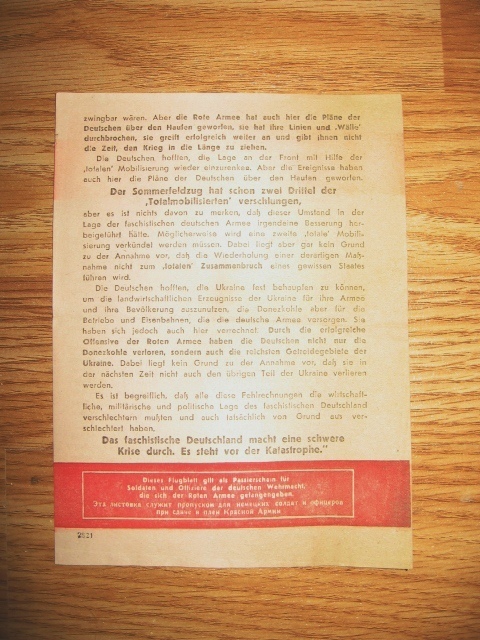 zwingbar wären. Aber die Rote Armee hat auch hier die Pläne der
Deutschen über den Haufen geworfen, sie hat ihre Linien und ‚Wälle'
durchbrochen, sie greift erfolgreich weiter an und gibt ihnen nicht
die Zeit, den Krieg in die Länge zu ziehen.
Die Deutschen hofften, die Lage an der Front mit Hilfe der
‚totalen' Mobilisierung wieder einzurenken. Aber die Ereignisse haben
auch hier die Pläne der Deutschen über den Haufen geworfen.
Der Sommerfeldzug hat schon zwei Drittel der
‚Totalmobilisierten' verschlungen,
aber es ist nichts davon zu merken, daß dieser Umstand in der
Lage der faschistischen deutschen Armee irgendeine Besserung her-
beigeführt hätte. Möglicherweise wird eine zweite ‚totale' Mobili-
sierung verkündet werden müssen. Dabei liegt aber gar kein Grund
zu der Annahme vor, daß die Wiederholung einer derartigen Maß-
nahme nicht zum ‚totalen' Zusammenbruch eines gewissen Staates
führen wird.
Die Deutschen hofften, die Ukraine fest behaupten zu können,
um die landwirtschaftlichen Erzeugnisse der Ukraine für ihre Armee
und ihre Bevölkerung auszunutzen, die Donezkohle aber für die
Betriebe und Eisenbahnen, die die deutsche Armee versorgen. Sie
haben sich jedoch auch hier verrechnet: Durch die erfolgreiche
Offensive der Roten Armee haben die Deutschen nicht nur die
Donezkohle verloren, sondern auch die reichsten Getreidegebiete der
Ukraine. Dabei liegt kein Grund zu der Annahme vor, daß sie in
der nächsten Zeit nicht auch den übrigen Teil der Ukraine verlieren
werden.
Es ist begreiflich, daß alle diese Fehlrechnungen die wirtschaft-
liche, militärische und politische Lage des faschistischen Deutschland
verschlechtern mußten und auch tatsächlich von Grund aus ver-
schlechtert haben.
Das faschistische Deutschland macht eine schwere
Krise durch. Es steht vor der Katastrophe."
Dieses Flugblatt gilt als Passierschein für
Soldaten und Offiziere der deutschen Wehrmacht,
die sich der Roten Armee gefangengeben.
Эта листовка служит пропуском для немецких солдат и офицеров
при сдаче в плен Красной Армии
2521